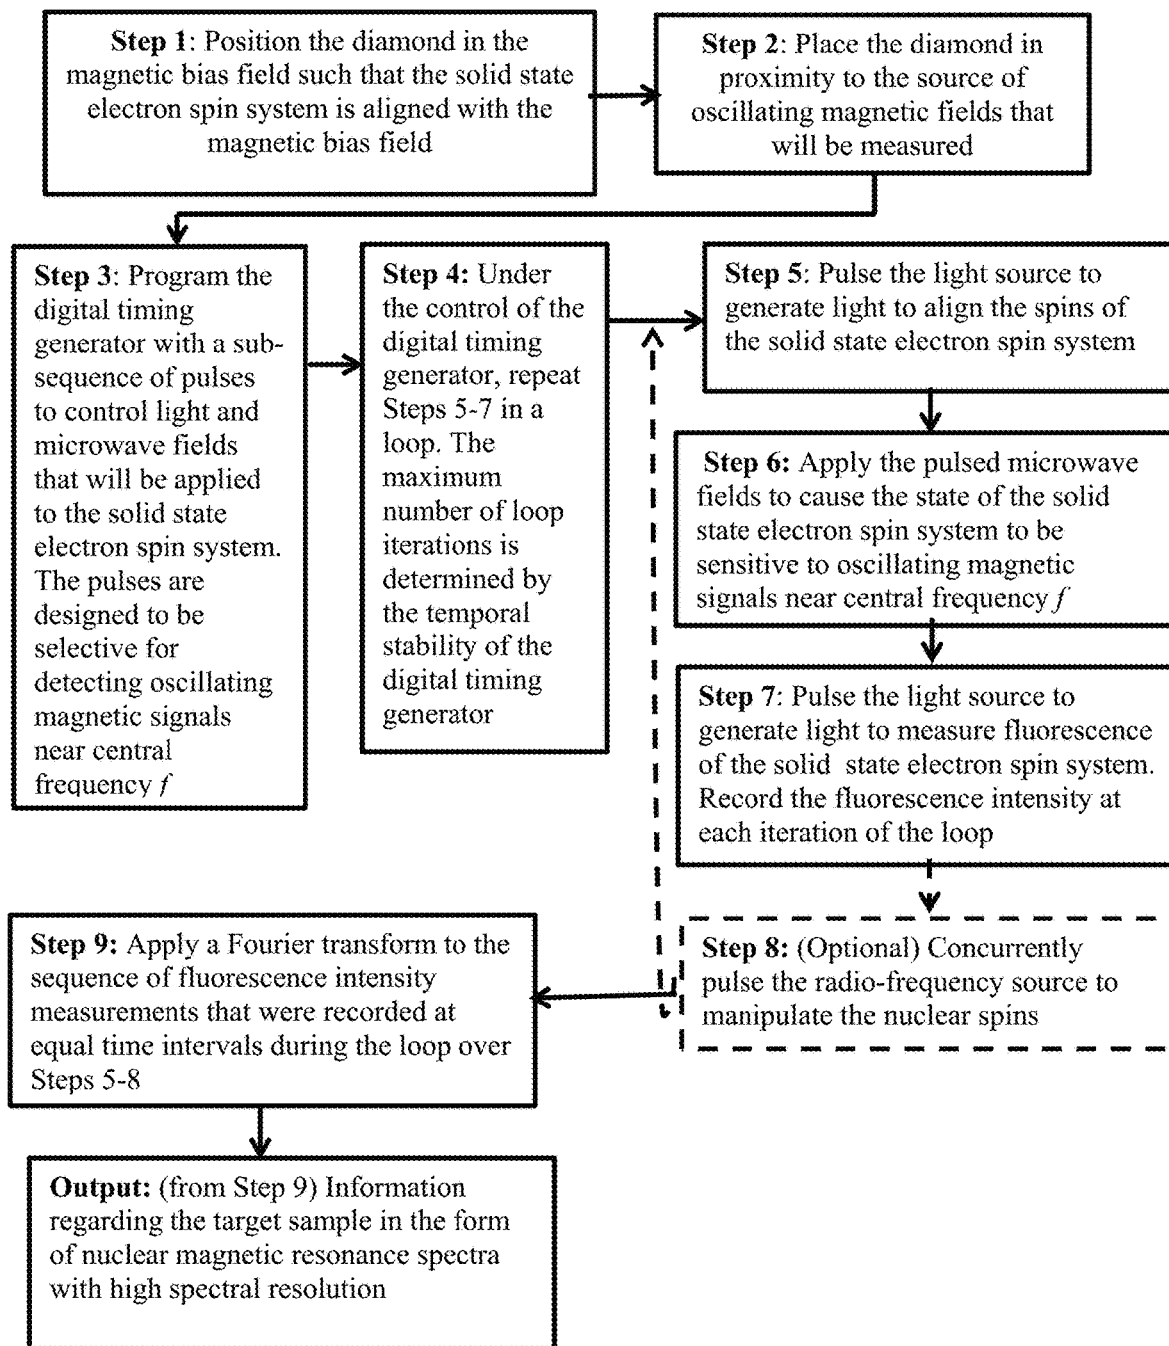 Step 1: Position the diamond in the
magnetic bias field such that the solid state
electron spin system is aligned with the
magnetic bias field
Step 2: Place the diamond in
proximity to the source of
oscillating magnetic fields that
will be measured
Step 3: Program the
digital timing
generator with a sub-
sequence of pulses
to control light and
microwave fields
that will be applied
to the solid state
electron spin system.
The pulses are
designed to be
selective for
detecting oscillating
magnetic signals
near central
frequency f
Step 4: Under
the control of the
digital timing
generator, repeat
Steps 5-7 in a
loop. The
maximum
number of loop
iterations is
determined by
the temporal
stability of the
digital timing
generator
Step 5: Pulse the light source to
generate light to align the spins of
the solid state electron spin system
Step 6: Apply the pulsed microwave
fields to cause the state of the solid
state electron spin system to be
sensitive to oscillating magnetic
signals near central frequency f
Step 7: Pulse the light source to
generate light to measure fluorescence
of the solid state electron spin system.
Record the fluorescence intensity at
each iteration of the loop
Step 8: (Optional) Concurrently
pulse the radio-frequency source to
manipulate the nuclear spins
Step 9: Apply a Fourier transform to the
sequence of fluorescence intensity
measurements that were recorded at
equal time intervals during the loop over
Steps 5-8
Output: (from Step 9) Information
regarding the target sample in the form
of nuclear magnetic resonance spectra
with high spectral resolution